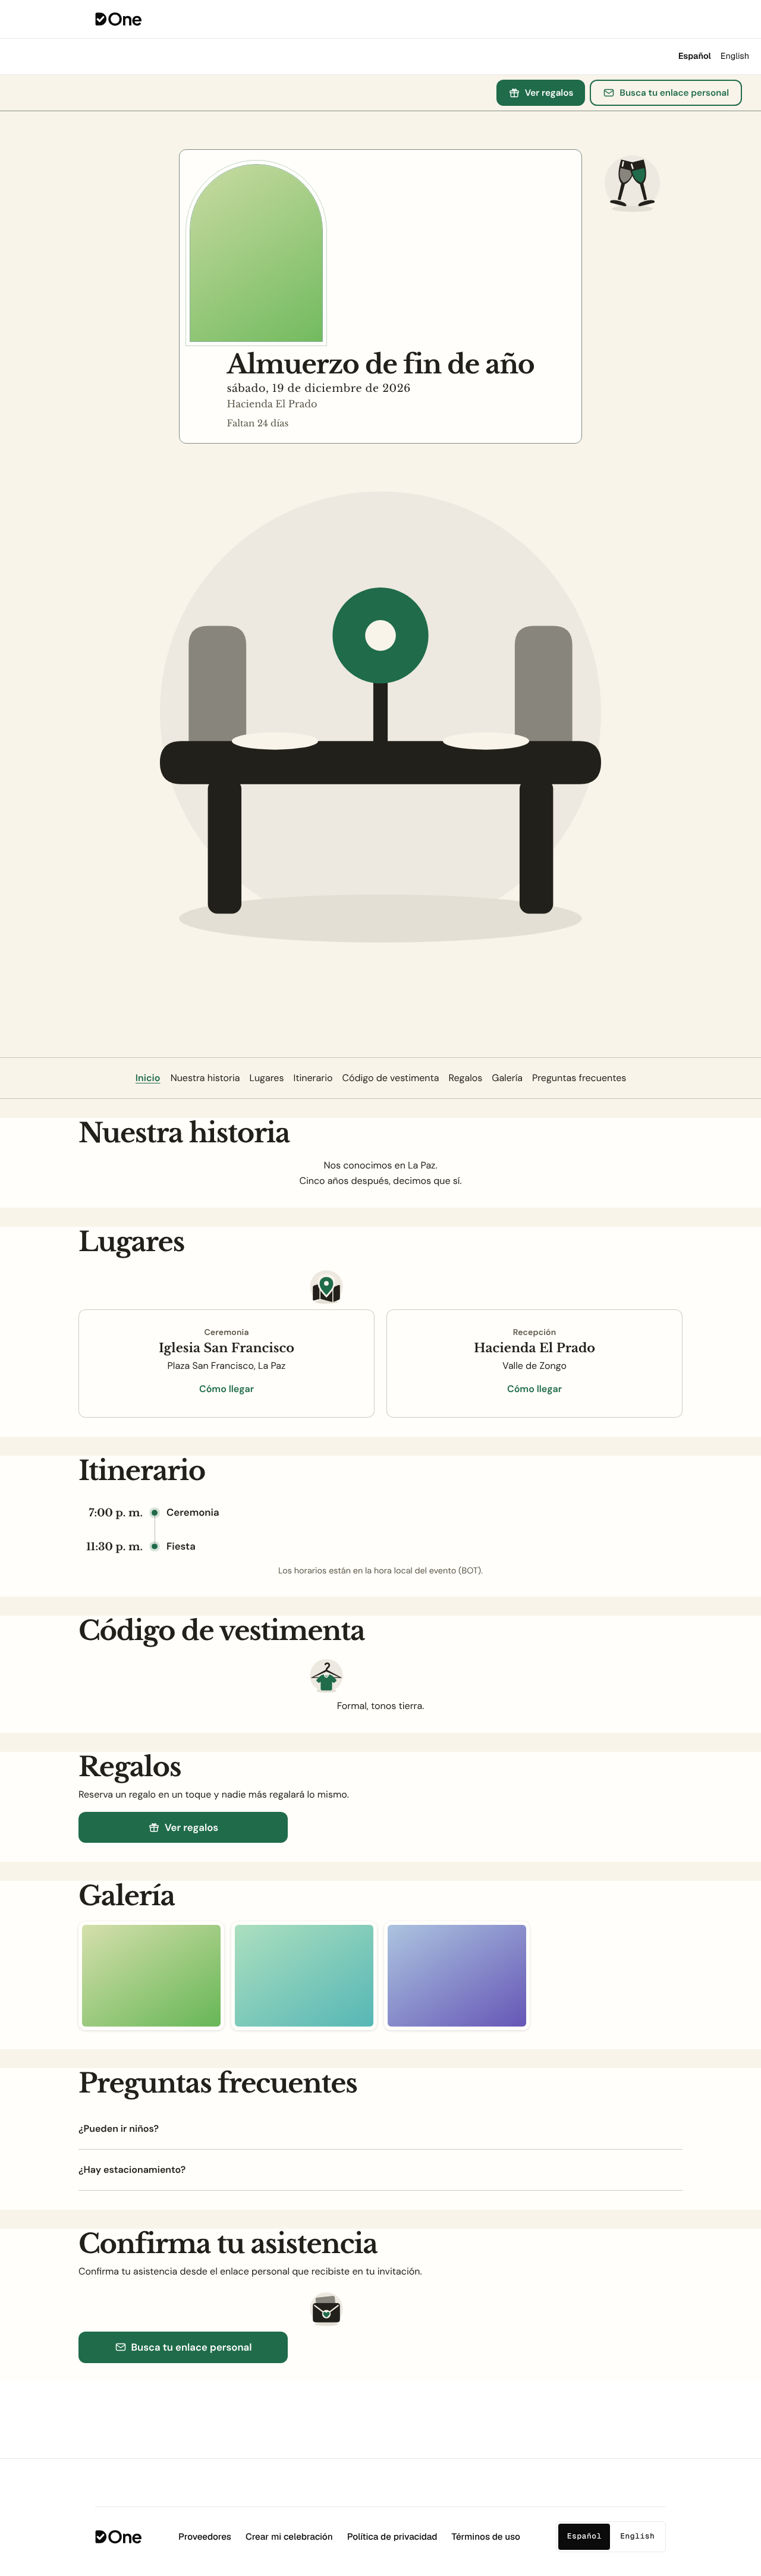 One
Español English
Ver regalos Busca tu enlace personal
Almuerzo de fin de año
sábado, 19 de diciembre de 2026
Hacienda El Prado
Faltan 24 días
Inicio Nuestra historia Lugares Itinerario Código de vestimenta Regalos Galería Preguntas frecuentes
Nuestra historia
Nos conocimos en La Paz.
Cinco años después, decimos que sí.
Lugares
Ceremonia
Iglesia San Francisco
Plaza San Francisco, La Paz
Cómo llegar
Recepción
Hacienda El Prado
Valle de Zongo
Cómo llegar
Itinerario
7:00 p. m. Ceremonia
11:30 p. m. Fiesta
Los horarios están en la hora local del evento (BOT).
Código de vestimenta
Formal, tonos tierra.
Regalos
Reserva un regalo en un toque y nadie más regalará lo mismo.
Ver regalos
Galería
Preguntas frecuentes
¿Pueden ir niños?
¿Hay estacionamiento?
Confirma tu asistencia
Confirma tu asistencia desde el enlace personal que recibiste en tu invitación.
Busca tu enlace personal
One Proveedores Crear mi celebración Política de privacidad Términos de uso Español English